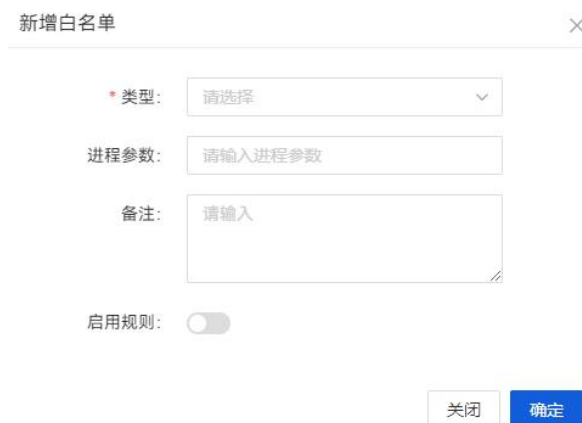 新增白名单
* 类型: 请选择
进程参数: 请输入进程参数
备注: 请输入
启用规则:
关闭 确定